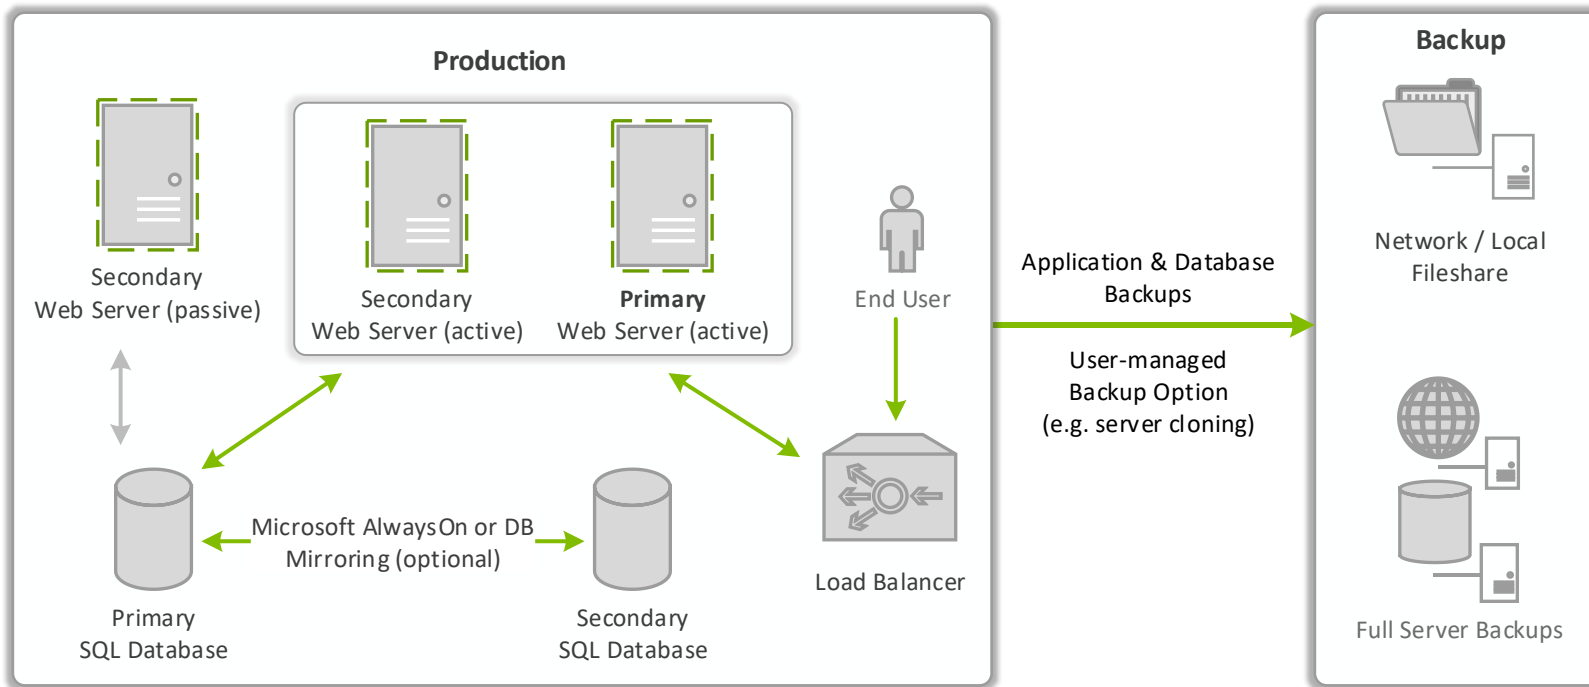 Production
Secondary
Web Server (passive)
Secondary
Web Server (active)
Primary
Web Server (active)
End User
Microsoft AlwaysOn or DB
Mirroring (optional)
Load Balancer
Primary
SQL Database
Secondary
SQL Database
Application & Database
Backups
User-managed
Backup Option
(e.g. server cloning)
Backup
Network / Local
Fileshare
Full Server Backups